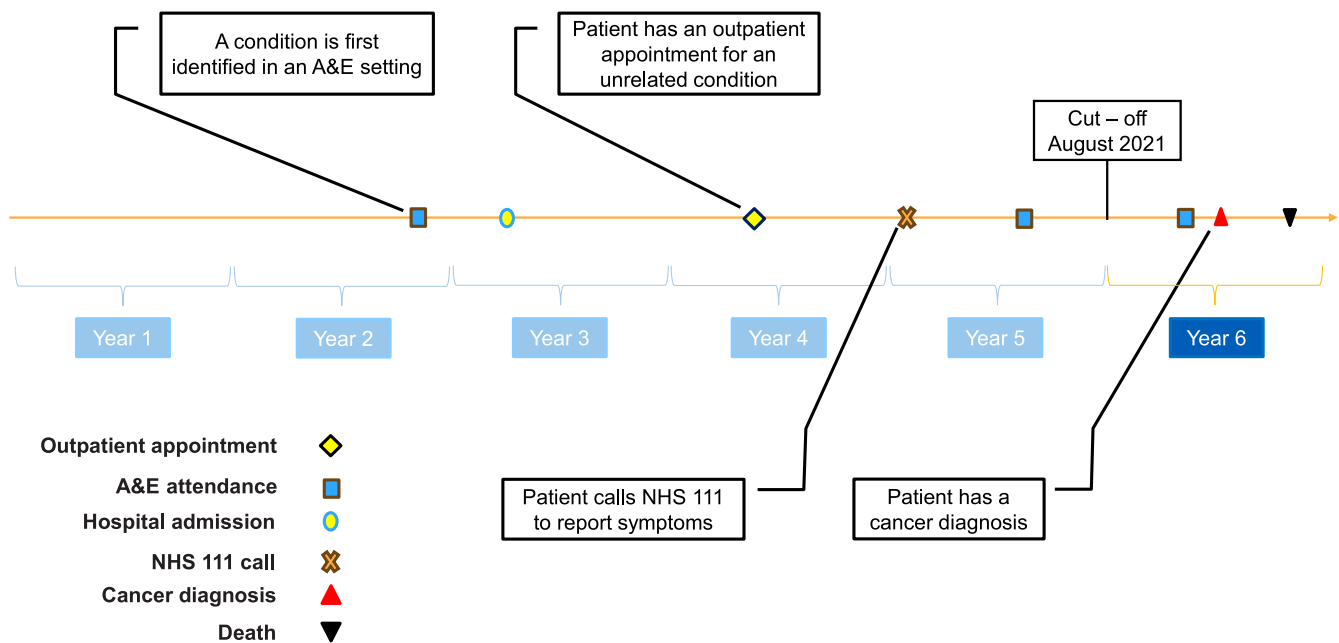 A condition is first
identified in an A&E setting
Patient has an outpatient
appointment for an
unrelated condition
Cut – off
August 2021
Year 1
Year 2
Year 3
Year 4
Year 5
Year 6
Outpatient appointment
A&E attendance
Hospital admission
NHS 111 call
Cancer diagnosis
Death
Patient calls NHS 111
to report symptoms
Patient has a
cancer diagnosis